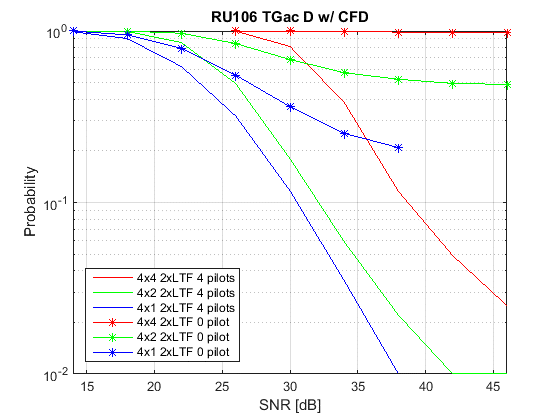 RU106 TGac D w/ CFD
10^0
10^-1
10^-2
Probability
4x4 2xLTF 4 pilots
4x2 2xLTF 4 pilots
4x1 2xLTF 4 pilots
4x4 2xLTF 0 pilot
4x2 2xLTF 0 pilot
4x1 2xLTF 0 pilot
15 20 25 30 35 40 45
SNR [dB]